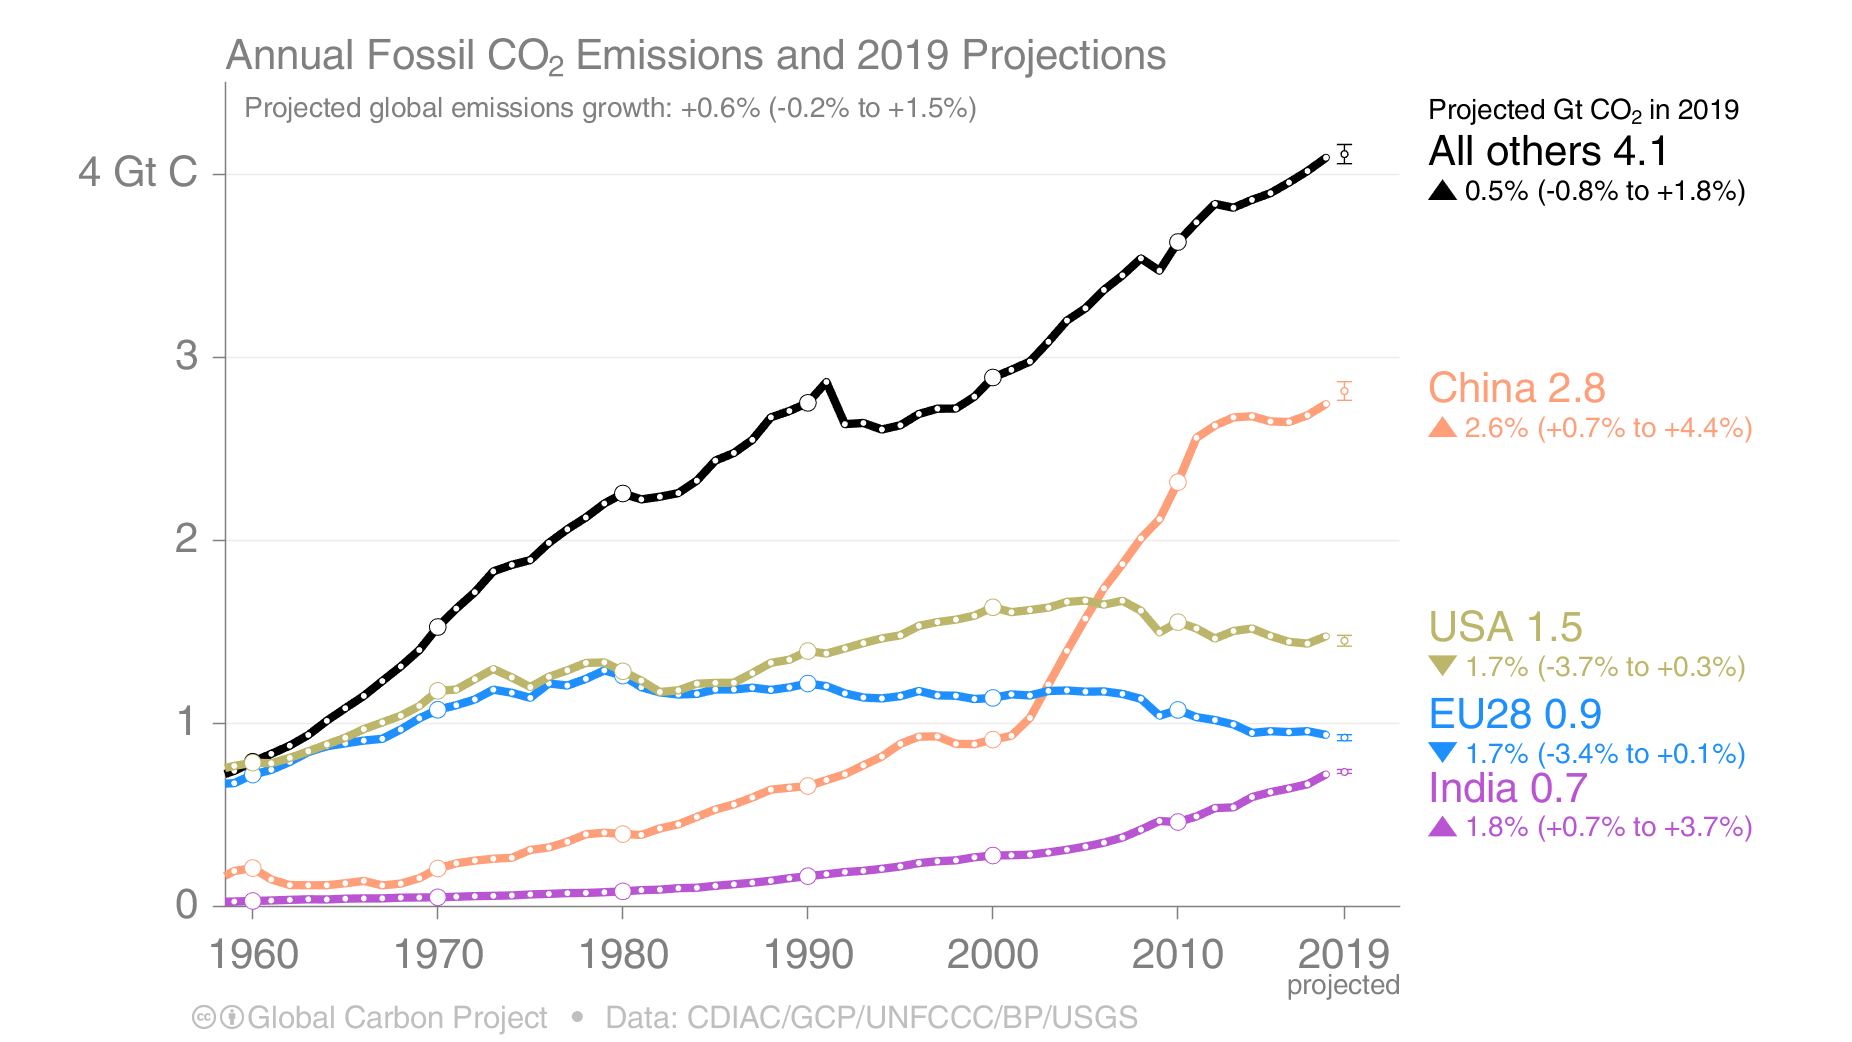 Annual Fossil CO₂ Emissions and 2019 Projections
Projected global emissions growth: +0.6% (-0.2% to +1.5%)
Projected Gt CO₂ in 2019
All others 4.1
▲ 0.5% (-0.8% to +1.8%)
China 2.8
▲ 2.6% (+0.7% to +4.4%)
USA 1.5
▼ 1.7% (-3.7% to +0.3%)
EU28 0.9
▼ 1.7% (-3.4% to +0.1%)
India 0.7
▲ 1.8% (+0.7% to +3.7%)
4 Gt C
3
2
1
0
1960 1970 1980 1990 2000 2010 2019
projected
cc Global Carbon Project • Data: CDIAC/GCP/UNFCCC/BP/USGS